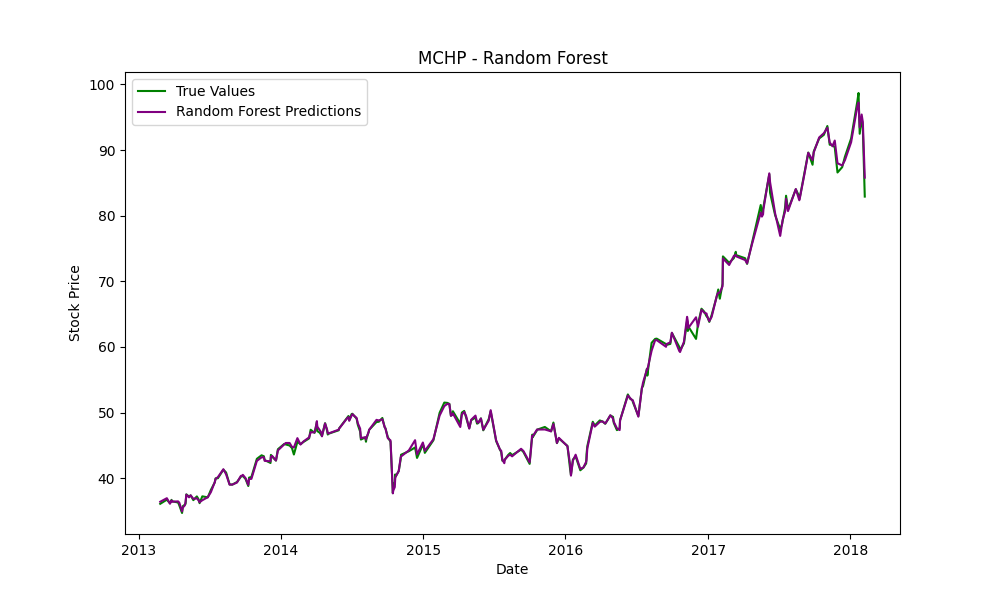 MCHP - Random Forest
True Values
Random Forest Predictions
100
90
80
70
60
50
40
Stock Price
2013 2014 2015 2016 2017 2018
Date